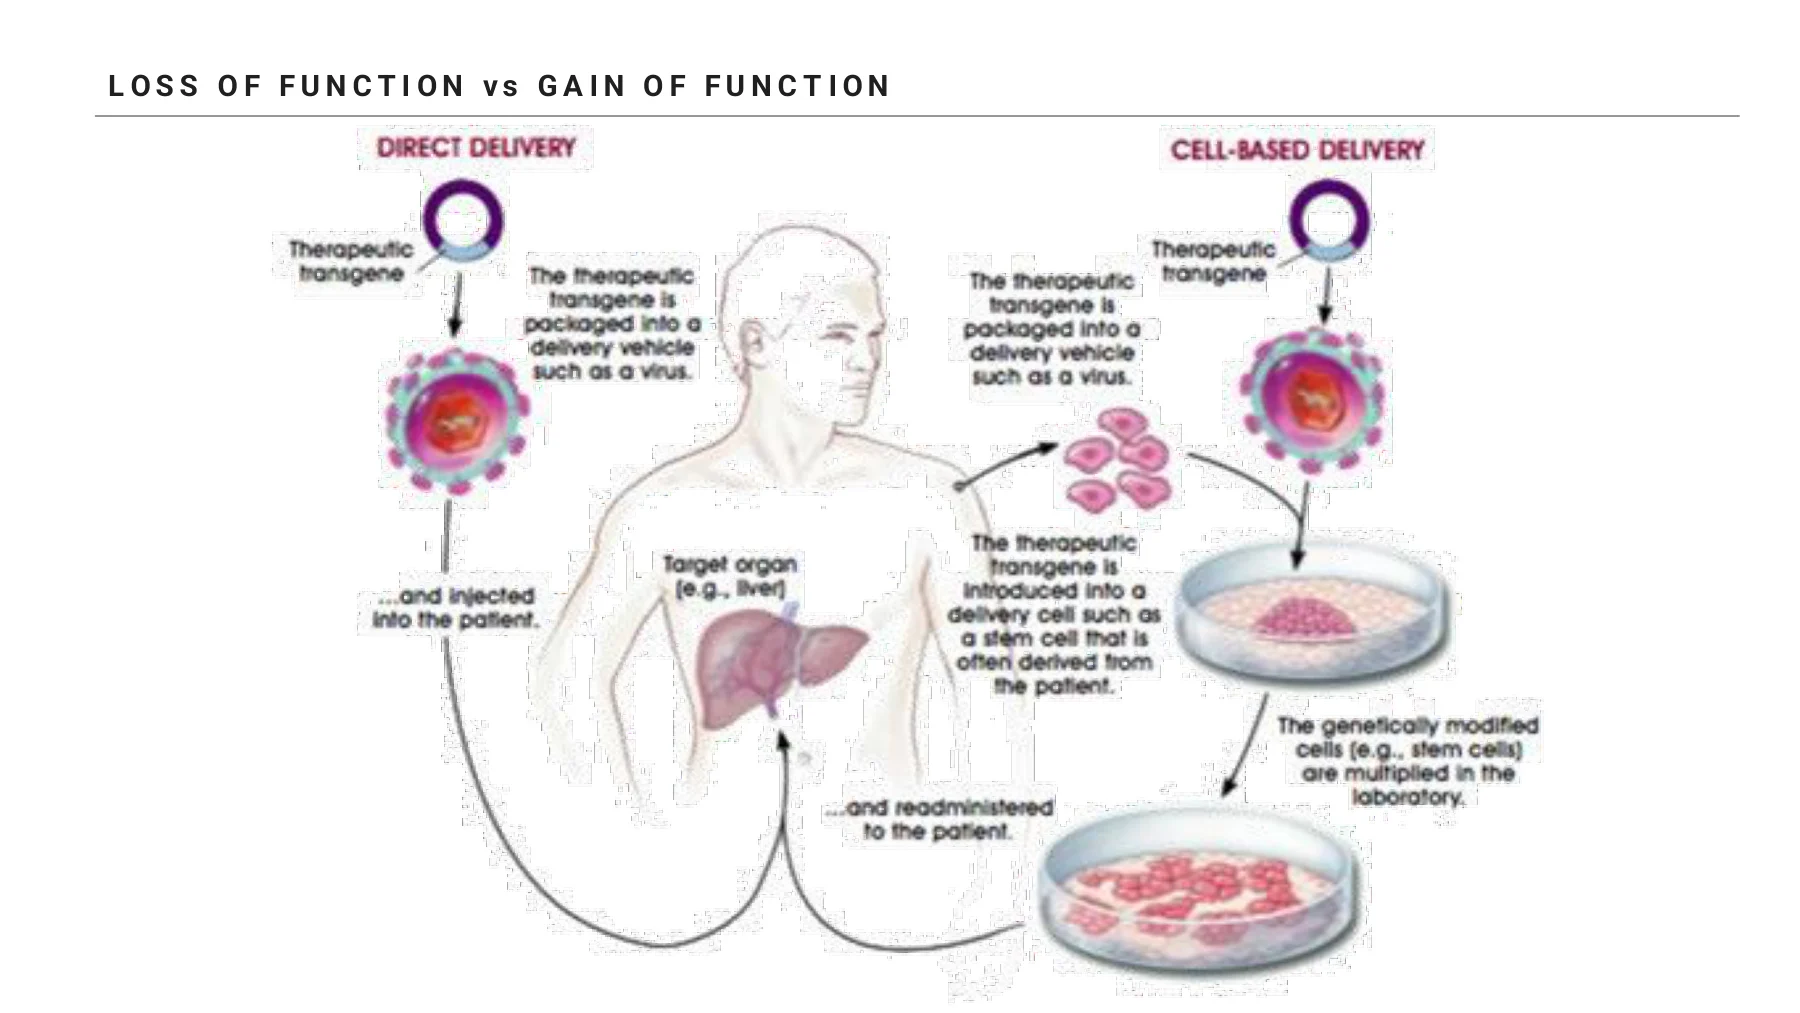 LOSS OF FUNCTION vs GAIN OF FUNCTION
DIRECT DELIVERY
Therapeutic
transgene
The therapeutic
transgene is
packaged into a
delivery vehicle
such as a virus.
...and injected
into the patient.
Target organ
(e.g., liver)
CELL-BASED DELIVERY
Therapeutic
transgene
The therapeutic
transgene is
packaged into a
delivery vehicle
such as a virus.
The therapeutic
transgene is
introduced into a
delivery cell such as
a stem cell that is
often derived from
the patient.
The genetically modified
cells (e.g., stem cells)
are multiplied in the
laboratory.
...and readministered
to the patient.